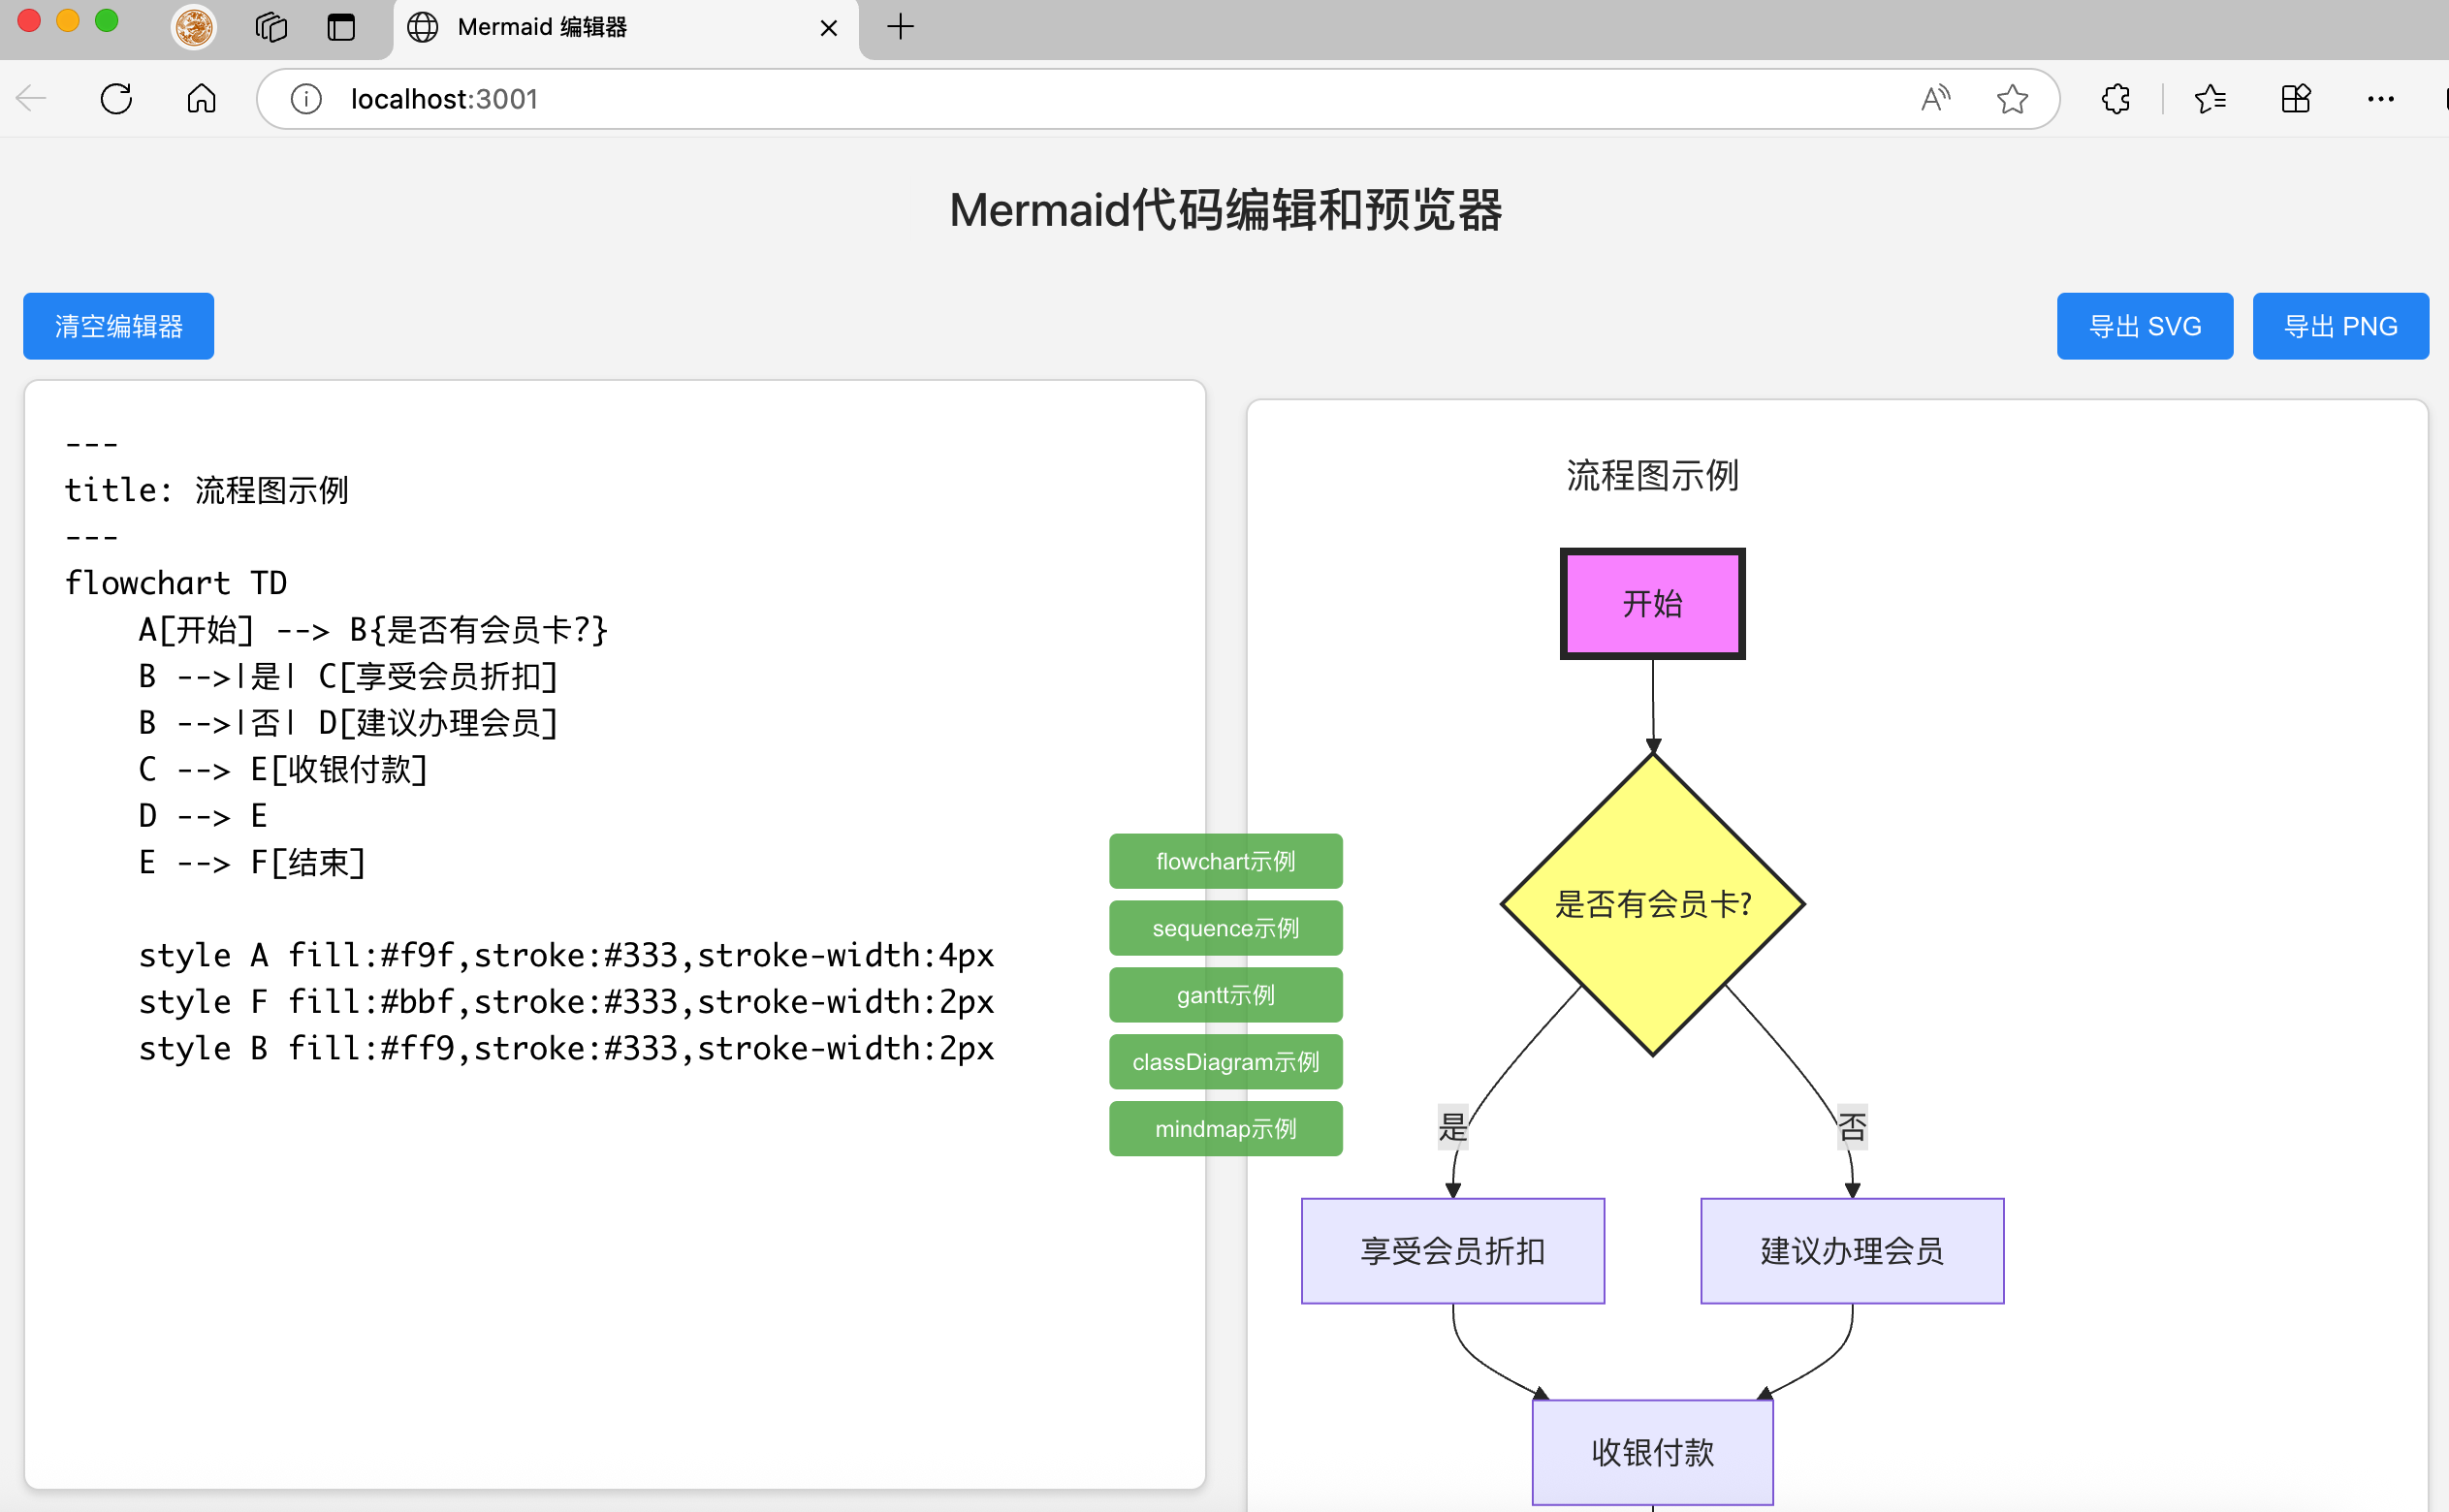 Mermaid 编辑器
localhost:3001
Mermaid代码编辑和预览器
清空编辑器
导出 SVG
导出 PNG
---
title: 流程图示例
---
flowchart TD
    A[开始] --> B{是否有会员卡?}
    B -->|是| C[享受会员折扣]
    B -->|否| D[建议办理会员]
    C --> E[收银付款]
    D --> E
    E --> F[结束]
    style A fill:#f9f,stroke:#333,stroke-width:4px
    style F fill:#bbf,stroke:#333,stroke-width:2px
    style B fill:#ff9,stroke:#333,stroke-width:2px
flowchart示例
sequence示例
gantt示例
classDiagram示例
mindmap示例
流程图示例
开始
是否有会员卡?
是
否
享受会员折扣
建议办理会员
收银付款